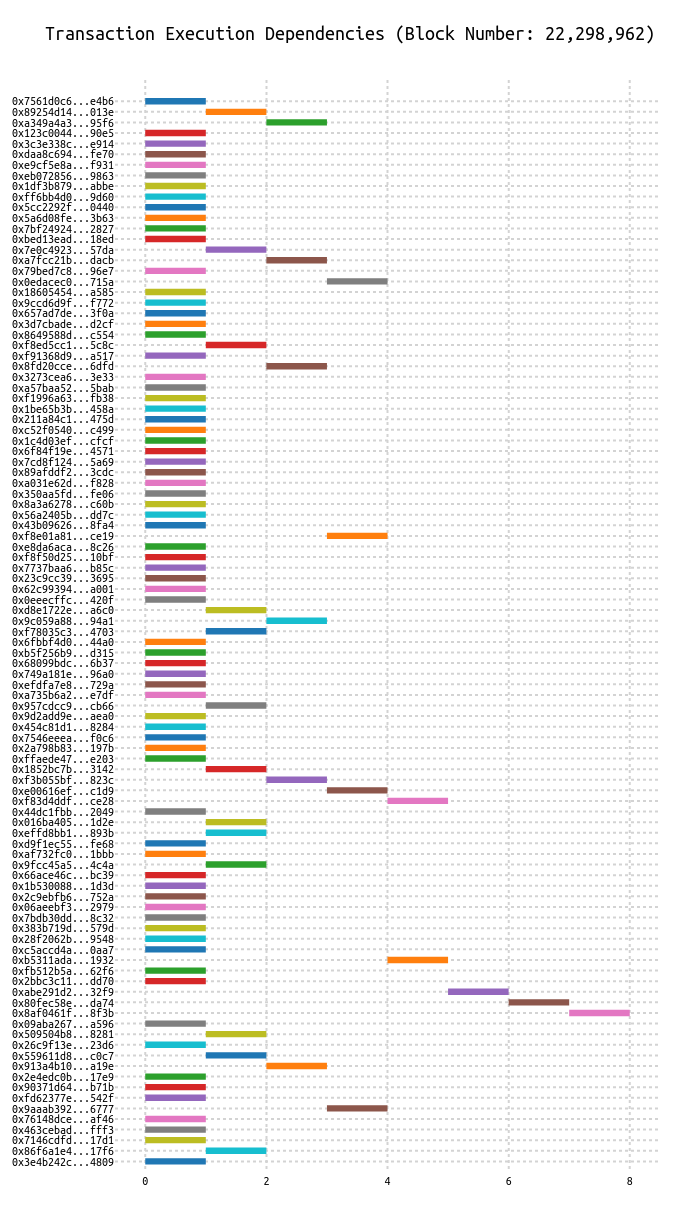 Transaction Execution Dependencies (Block Number: 22,298,962)
0x7561d0c6...e4b6
0x89254d14...013e
0xa349a4a3...95f6
0x123c0044...90e5
0x3c3e338c...e914
0xdaa8c694...fe70
0xe9cf5e8a...f931
0xeb072856...9863
0x1df3b879...abbe
0xff6bb4d0...9d60
0x5cc2292f...0440
0x5a6d08fe...3b63
0x7bf24924...2827
0xbed13ead...18ed
0x7e0c4923...57da
0xa7fcc21b...dacb
0x79bed7c8...96e7
0x0edacec0...715a
0x18605454...a585
0x9ccd6d9f...f772
0x657ad7de...3f0a
0x3d7cbade...d2cf
0x8649588d...c554
0xf8ed5cc1...5c8c
0xf91368d9...a517
0x8fd20cce...6dfd
0x3273cea6...3e33
0xa57baa52...5bab
0xf1996a63...fb38
0x1be65b3b...458a
0x211a84c1...475d
0xc52f0540...c499
0x1c4d03ef...cfcf
0x6f84f19e...4571
0x7cd8f124...5a69
0x89afddf2...3cdc
0xa031e62d...f828
0x350aa5fd...fe06
0x8a3a6278...c60b
0x56a2405b...dd7c
0x43b09626...8fa4
0xf8e01a81...ce19
0xe8da6aca...8c26
0xf8f50d25...10bf
0x7737baa6...b85c
0x23c9cc39...3695
0x62c99394...a001
0x0eeecffc...420f
0xd8e1722e...a6c0
0x9c059a88...94a1
0xf78035c3...4703
0x6fbbf4d0...44a0
0xb5f256b9...d315
0x68099bdc...6b37
0x749a181e...96a0
0xefdfa7e8...729a
0xa735b6a2...e7df
0x957cdcc9...cb66
0x9d2add9e...aea0
0x454c81d1...8284
0x7546eeea...f0c6
0x2a798b83...197b
0xffaede47...e203
0x1852bc7b...3142
0xf3b055bf...823c
0xe00616ef...c1d9
0xf83d4ddf...ce28
0x44dc1fbb...2049
0x016ba405...1d2e
0xeffd8bb1...893b
0xd9f1ec55...fe68
0xaf732fc0...1bbb
0x9fcc45a5...4c4a
0x66ace46c...bc39
0x1b530088...1d3d
0x2c9ebfb6...752a
0x06aeebf3...2979
0x7bdb30dd...8c32
0x383b719d...579d
0x28f2062b...9548
0xc5accd4a...0aa7
0xb5311ada...1932
0xfb512b5a...62f6
0x2bbc3c11...dd70
0xabe291d2...32f9
0x80fec58e...da74
0x8af0461f...8f3b
0x09aba267...a596
0x509504b8...8281
0x26c9f13e...23d6
0x559611d8...c0c7
0x913a4b10...a19e
0x2e4edc0b...17e9
0x90371d64...b71b
0xfd62377e...542f
0x9aaab392...6777
0x76148dce...af46
0x463cebad...fff3
0x7146cdfd...17d1
0x86f6a1e4...17f6
0x3e4b242c...4809
0 2 4 6 8